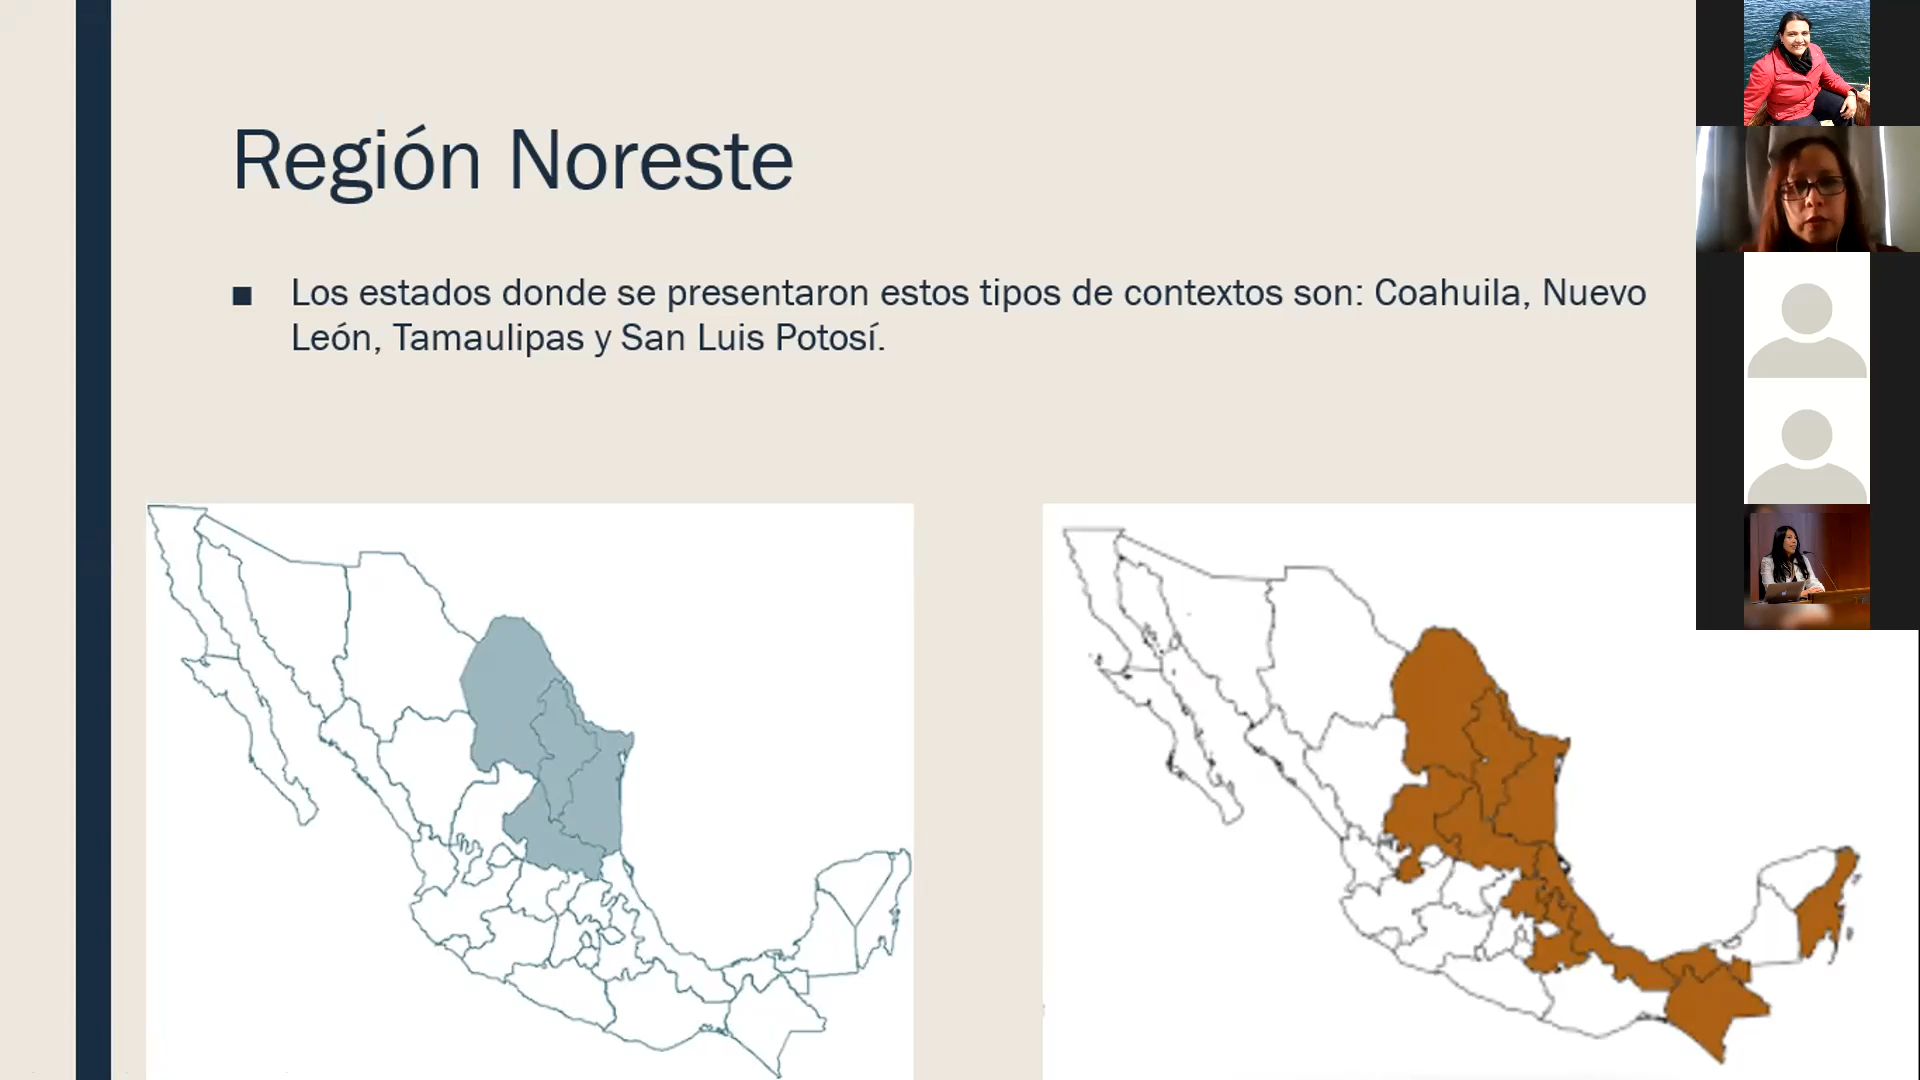 Región Noreste
■ Los estados donde se presentaron estos tipos de contextos son: Coahuila, Nuevo
León, Tamaulipas y San Luis Potosí.